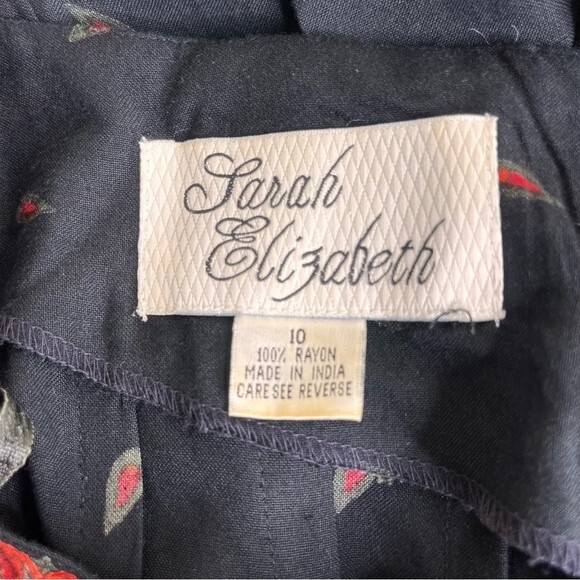 Sarah
Elizabeth
10
100% RAYON
MADE IN INDIA
CARE SEE REVERSE